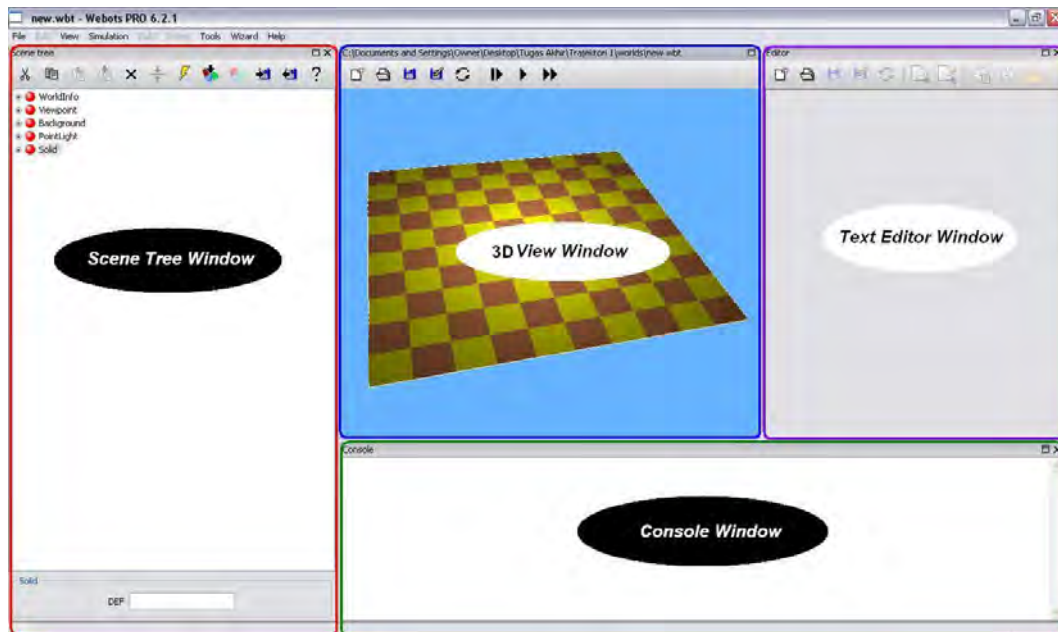 new.wbt - Webots PRO 6.2.1
File View Simulation Tools Wizard Help
Scene tree
C:\Documents and Settings\Owner\Desktop\Tugas Akhir\Trajektori 1\worlds\new.wbt
Editor
WorldInfo
Viewpoint
Background
PointLight
Solid
Scene Tree Window
3D View Window
Text Editor Window
Console
Console Window
Solid
DEF